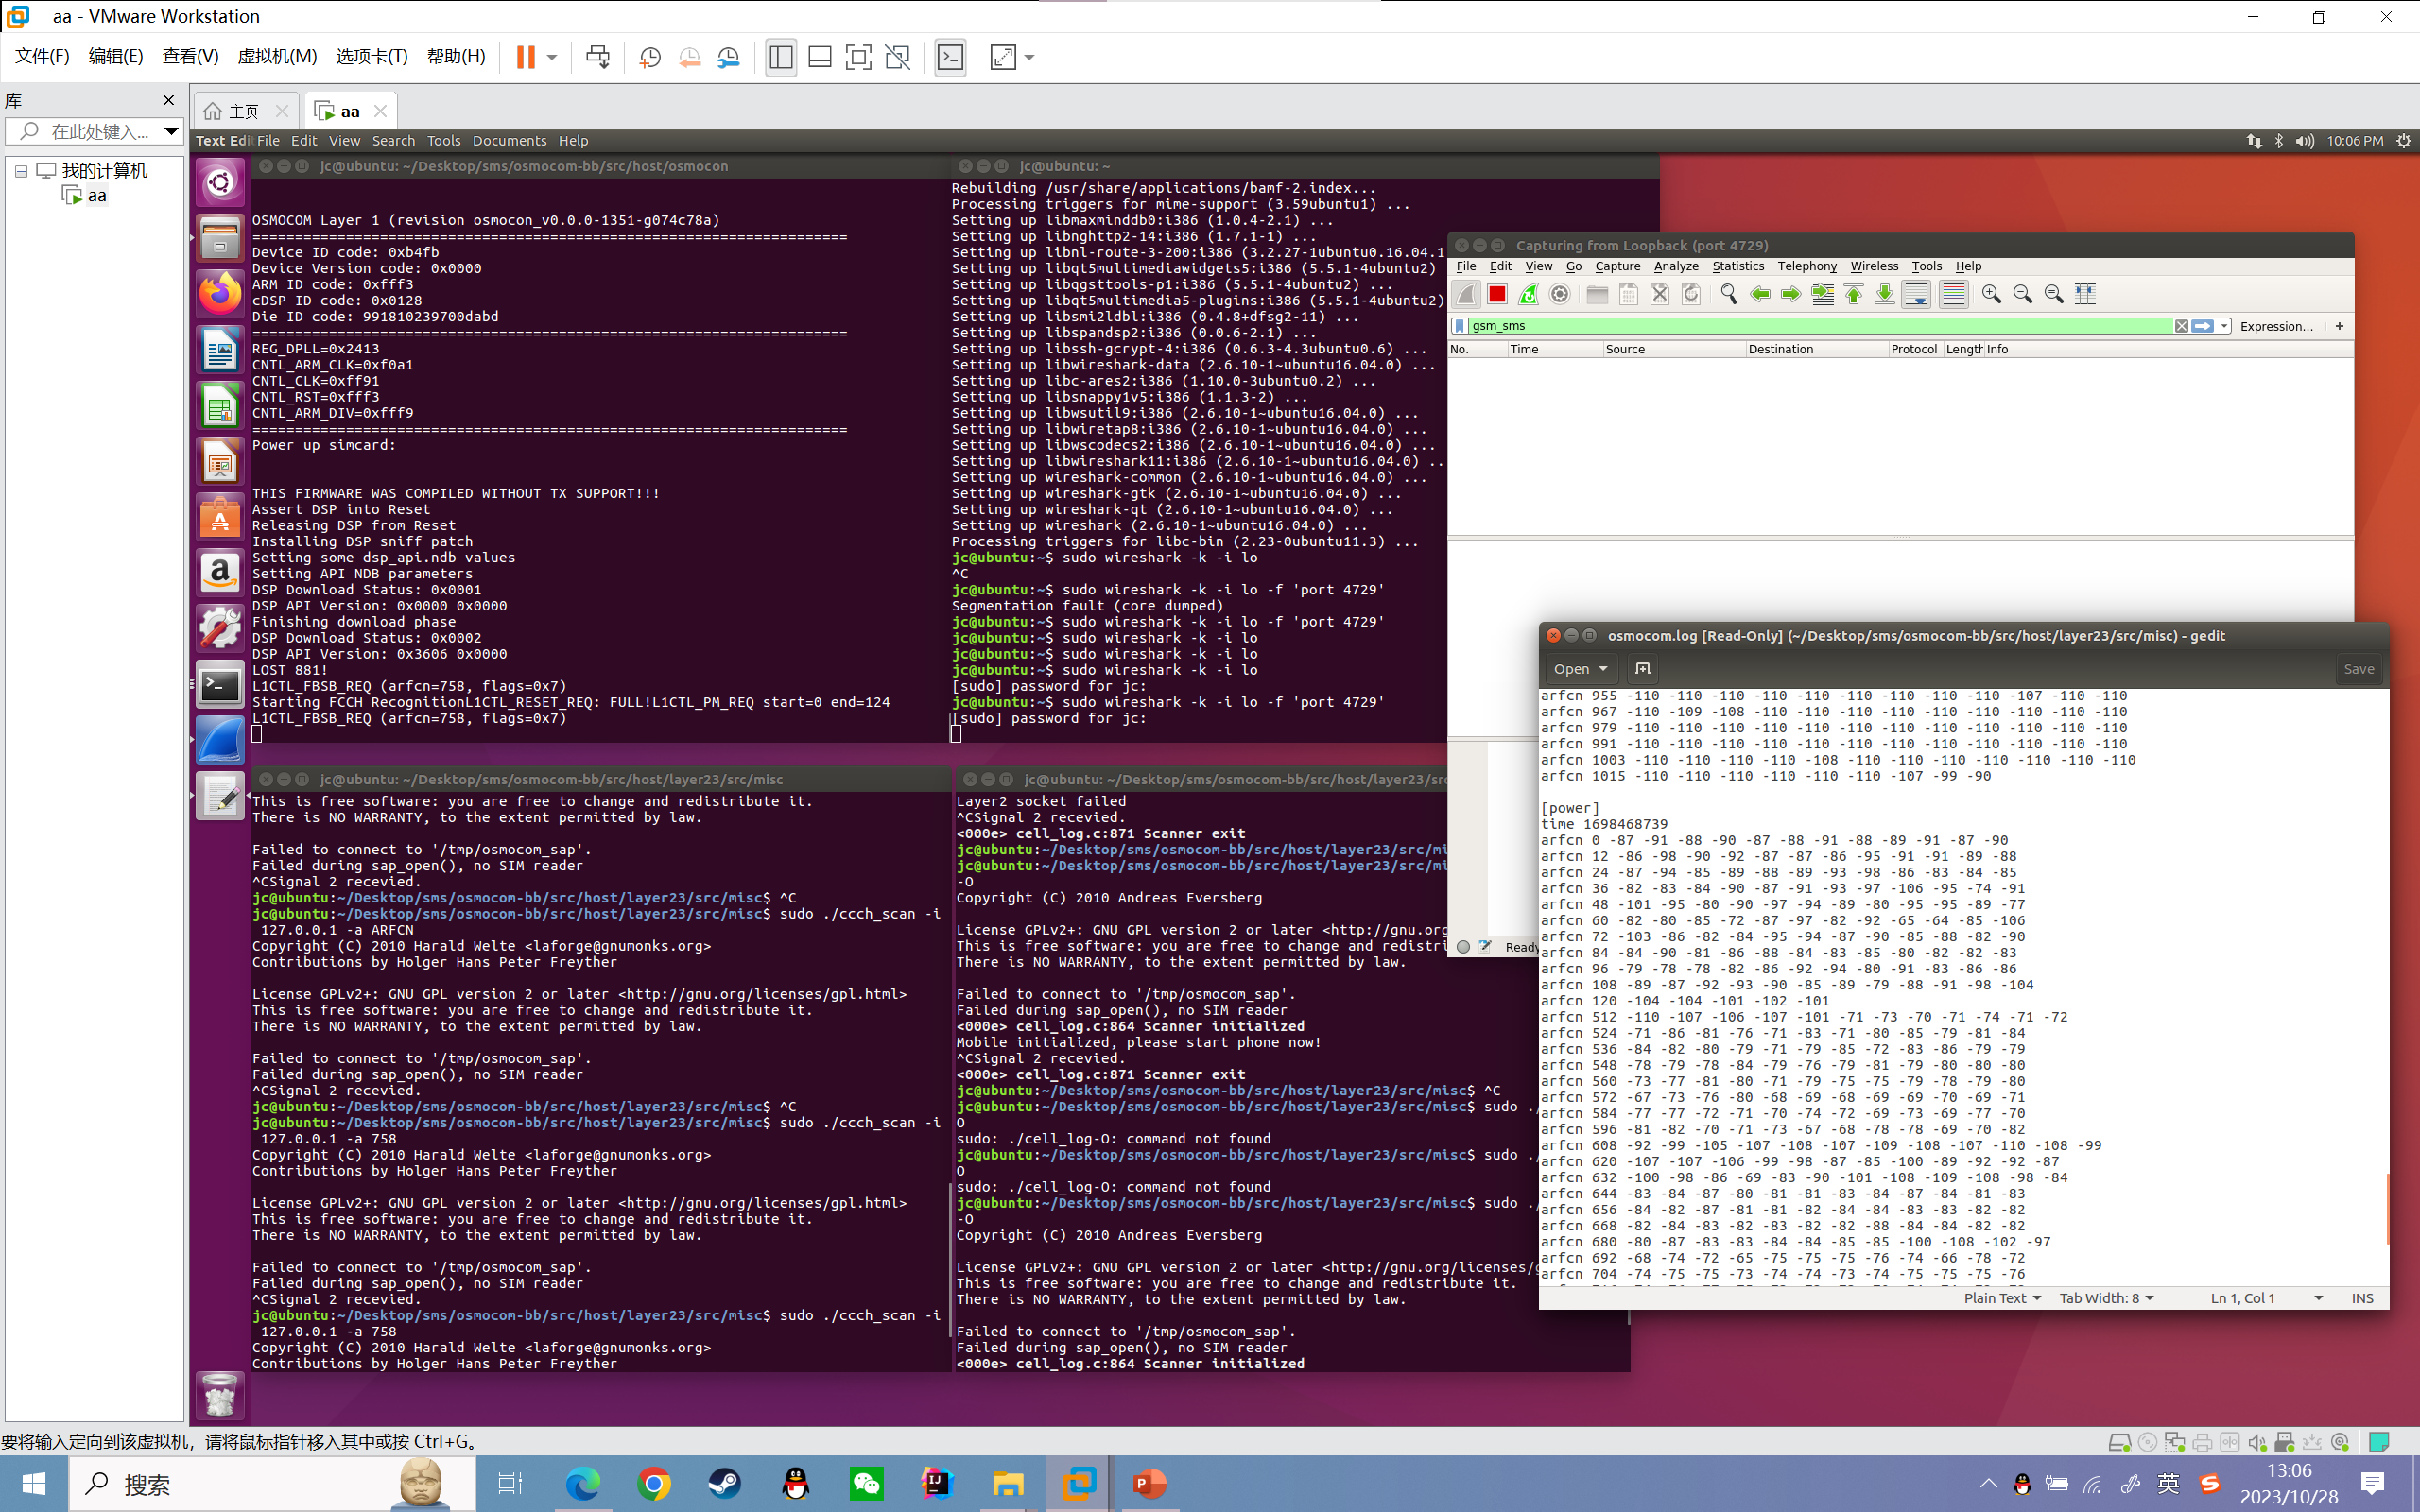 aa - VMware Workstation
文件(F) 编辑(E) 查看(V) 虚拟机(M) 选项卡(T) 帮助(H)
库
在此处键入...
我的计算机
aa
主页
aa
Text Edi File Edit View Search Tools Documents Help
10:06 PM
jc@ubuntu: ~/Desktop/sms/osmocom-bb/src/host/osmocon
OSMOCOM Layer 1 (revision osmocon_v0.0.0-1351-g074c78a)
======================================================================
Device ID code: 0xb4fb
Device Version code: 0x0000
ARM ID code: 0xfff3
cDSP ID code: 0x0128
Die ID code: 991810239700dabd
======================================================================
REG_DPLL=0x2413
CNTL_ARM_CLK=0xf0a1
CNTL_CLK=0xff91
CNTL_RST=0xfff3
CNTL_ARM_DIV=0xfff9
======================================================================
Power up simcard:
THIS FIRMWARE WAS COMPILED WITHOUT TX SUPPORT!!!
Assert DSP into Reset
Releasing DSP from Reset
Installing DSP sniff patch
Setting some dsp_api.ndb values
Setting API NDB parameters
DSP Download Status: 0x0001
DSP API Version: 0x0000 0x0000
Finishing download phase
DSP Download Status: 0x0002
DSP API Version: 0x3606 0x0000
LOST 881!
L1CTL_FBSB_REQ (arfcn=758, flags=0x7)
Starting FCCH RecognitionL1CTL_RESET_REQ: FULL!L1CTL_PM_REQ start=0 end=124
L1CTL_FBSB_REQ (arfcn=758, flags=0x7)
jc@ubuntu: ~
Rebuilding /usr/share/applications/bamf-2.index...
Processing triggers for mime-support (3.59ubuntu1) ...
Setting up libmaxminddb0:i386 (1.0.4-2.1) ...
Setting up libnghttp2-14:i386 (1.7.1-1) ...
Setting up libnl-route-3-200:i386 (3.2.27-1ubuntu0.16.04.1
Setting up libqt5multimediawidgets5:i386 (5.5.1-4ubuntu2)
Setting up libqgsttools-p1:i386 (5.5.1-4ubuntu2) ...
Setting up libqt5multimedia5-plugins:i386 (5.5.1-4ubuntu2)
Setting up libsmi2ldbl:i386 (0.4.8+dfsg2-11) ...
Setting up libspandsp2:i386 (0.0.6-2.1) ...
Setting up libssh-gcrypt-4:i386 (0.6.3-4.3ubuntu0.6) ...
Setting up libwireshark-data (2.6.10-1~ubuntu16.04.0) ...
Setting up libc-ares2:i386 (1.10.0-3ubuntu0.2) ...
Setting up libsnappy1v5:i386 (1.1.3-2) ...
Setting up libwsutil9:i386 (2.6.10-1~ubuntu16.04.0) ...
Setting up libwiretap8:i386 (2.6.10-1~ubuntu16.04.0) ...
Setting up libwscodecs2:i386 (2.6.10-1~ubuntu16.04.0) ...
Setting up libwireshark11:i386 (2.6.10-1~ubuntu16.04.0) ..
Setting up wireshark-common (2.6.10-1~ubuntu16.04.0) ...
Setting up wireshark-gtk (2.6.10-1~ubuntu16.04.0) ...
Setting up wireshark-qt (2.6.10-1~ubuntu16.04.0) ...
Setting up wireshark (2.6.10-1~ubuntu16.04.0) ...
Processing triggers for libc-bin (2.23-0ubuntu11.3) ...
jc@ubuntu:~$ sudo wireshark -k -i lo
^C
jc@ubuntu:~$ sudo wireshark -k -i lo -f 'port 4729'
Segmentation fault (core dumped)
jc@ubuntu:~$ sudo wireshark -k -i lo -f 'port 4729'
jc@ubuntu:~$ sudo wireshark -k -i lo
jc@ubuntu:~$ sudo wireshark -k -i lo
jc@ubuntu:~$ sudo wireshark -k -i lo
[sudo] password for jc:
jc@ubuntu:~$ sudo wireshark -k -i lo -f 'port 4729'
[sudo] password for jc:
Capturing from Loopback (port 4729)
File Edit View Go Capture Analyze Statistics Telephony Wireless Tools Help
gsm_sms
Expression... +
No. Time Source Destination Protocol Length Info
Ready
jc@ubuntu: ~/Desktop/sms/osmocom-bb/src/host/layer23/src/misc
This is free software: you are free to change and redistribute it.
There is NO WARRANTY, to the extent permitted by law.
Failed to connect to '/tmp/osmocom_sap'.
Failed during sap_open(), no SIM reader
^CSignal 2 recevied.
jc@ubuntu:~/Desktop/sms/osmocom-bb/src/host/layer23/src/misc$ ^C
jc@ubuntu:~/Desktop/sms/osmocom-bb/src/host/layer23/src/misc$ sudo ./ccch_scan -i
127.0.0.1 -a ARFCN
Copyright (C) 2010 Harald Welte <laforge@gnumonks.org>
Contributions by Holger Hans Peter Freyther
License GPLv2+: GNU GPL version 2 or later <http://gnu.org/licenses/gpl.html>
This is free software: you are free to change and redistribute it.
There is NO WARRANTY, to the extent permitted by law.
Failed to connect to '/tmp/osmocom_sap'.
Failed during sap_open(), no SIM reader
^CSignal 2 recevied.
jc@ubuntu:~/Desktop/sms/osmocom-bb/src/host/layer23/src/misc$ ^C
jc@ubuntu:~/Desktop/sms/osmocom-bb/src/host/layer23/src/misc$ sudo ./ccch_scan -i
127.0.0.1 -a 758
Copyright (C) 2010 Harald Welte <laforge@gnumonks.org>
Contributions by Holger Hans Peter Freyther
License GPLv2+: GNU GPL version 2 or later <http://gnu.org/licenses/gpl.html>
This is free software: you are free to change and redistribute it.
There is NO WARRANTY, to the extent permitted by law.
Failed to connect to '/tmp/osmocom_sap'.
Failed during sap_open(), no SIM reader
^CSignal 2 recevied.
jc@ubuntu:~/Desktop/sms/osmocom-bb/src/host/layer23/src/misc$ sudo ./ccch_scan -i
127.0.0.1 -a 758
Copyright (C) 2010 Harald Welte <laforge@gnumonks.org>
Contributions by Holger Hans Peter Freyther
jc@ubuntu: ~/Desktop/sms/osmocom-bb/src/host/layer23/src
Layer2 socket failed
^CSignal 2 recevied.
<000e> cell_log.c:871 Scanner exit
jc@ubuntu:~/Desktop/sms/osmocom-bb/src/host/layer23/src/mi
jc@ubuntu:~/Desktop/sms/osmocom-bb/src/host/layer23/src/mi
-O
Copyright (C) 2010 Andreas Eversberg
License GPLv2+: GNU GPL version 2 or later <http://gnu.org
This is free software: you are free to change and redistri
There is NO WARRANTY, to the extent permitted by law.
Failed to connect to '/tmp/osmocom_sap'.
Failed during sap_open(), no SIM reader
<000e> cell_log.c:864 Scanner initialized
Mobile initialized, please start phone now!
^CSignal 2 recevied.
<000e> cell_log.c:871 Scanner exit
jc@ubuntu:~/Desktop/sms/osmocom-bb/src/host/layer23/src/misc$ ^C
jc@ubuntu:~/Desktop/sms/osmocom-bb/src/host/layer23/src/misc$ sudo ./
O
sudo: ./cell_log-O: command not found
jc@ubuntu:~/Desktop/sms/osmocom-bb/src/host/layer23/src/misc$ sudo ./
O
sudo: ./cell_log-O: command not found
jc@ubuntu:~/Desktop/sms/osmocom-bb/src/host/layer23/src/misc$ sudo ./
-O
Copyright (C) 2010 Andreas Eversberg
License GPLv2+: GNU GPL version 2 or later <http://gnu.org/licenses/g
This is free software: you are free to change and redistribute it.
There is NO WARRANTY, to the extent permitted by law.
Failed to connect to '/tmp/osmocom_sap'.
Failed during sap_open(), no SIM reader
<000e> cell_log.c:864 Scanner initialized
osmocom.log [Read-Only] (~/Desktop/sms/osmocom-bb/src/host/layer23/src/misc) - gedit
Open Save
arfcn 955 -110 -110 -110 -110 -110 -110 -110 -110 -110 -107 -110 -110
arfcn 967 -110 -109 -108 -110 -110 -110 -110 -110 -110 -110 -110 -110
arfcn 979 -110 -110 -110 -110 -110 -110 -110 -110 -110 -110 -110 -110
arfcn 991 -110 -110 -110 -110 -110 -110 -110 -110 -110 -110 -110 -110
arfcn 1003 -110 -110 -110 -110 -108 -110 -110 -110 -110 -110 -110 -110
arfcn 1015 -110 -110 -110 -110 -110 -110 -107 -99 -90
[power]
time 1698468739
arfcn 0 -87 -91 -88 -90 -87 -88 -91 -88 -89 -91 -87 -90
arfcn 12 -86 -98 -90 -92 -87 -87 -86 -95 -91 -91 -89 -88
arfcn 24 -87 -94 -85 -89 -88 -89 -93 -98 -86 -83 -84 -85
arfcn 36 -82 -83 -84 -90 -87 -91 -93 -97 -106 -95 -74 -91
arfcn 48 -101 -95 -80 -90 -97 -94 -89 -80 -95 -95 -89 -77
arfcn 60 -82 -80 -85 -72 -87 -97 -82 -92 -65 -64 -85 -106
arfcn 72 -103 -86 -82 -84 -95 -94 -87 -90 -85 -88 -82 -90
arfcn 84 -84 -90 -81 -86 -88 -84 -83 -85 -80 -82 -82 -83
arfcn 96 -79 -78 -78 -82 -86 -92 -94 -80 -91 -83 -86 -86
arfcn 108 -89 -87 -92 -93 -90 -85 -89 -79 -88 -91 -98 -104
arfcn 120 -104 -104 -101 -102 -101
arfcn 512 -110 -107 -106 -107 -101 -71 -73 -70 -71 -74 -71 -72
arfcn 524 -71 -86 -81 -76 -71 -83 -71 -80 -85 -79 -81 -84
arfcn 536 -84 -82 -80 -79 -71 -79 -85 -72 -83 -86 -79 -79
arfcn 548 -78 -79 -78 -84 -79 -76 -79 -81 -79 -80 -80 -80
arfcn 560 -73 -77 -81 -80 -71 -79 -75 -75 -79 -78 -79 -80
arfcn 572 -67 -73 -76 -80 -68 -69 -68 -69 -69 -70 -69 -71
arfcn 584 -77 -77 -72 -71 -70 -74 -72 -69 -73 -69 -77 -70
arfcn 596 -81 -82 -70 -71 -73 -67 -68 -78 -78 -69 -70 -82
arfcn 608 -92 -99 -105 -107 -108 -107 -109 -108 -107 -110 -108 -99
arfcn 620 -107 -107 -106 -99 -98 -87 -85 -100 -89 -92 -92 -87
arfcn 632 -100 -98 -86 -69 -83 -90 -101 -108 -109 -108 -98 -84
arfcn 644 -83 -84 -87 -80 -81 -81 -83 -84 -87 -84 -81 -83
arfcn 656 -84 -82 -87 -81 -81 -82 -84 -84 -83 -83 -82 -82
arfcn 668 -82 -84 -83 -82 -83 -82 -82 -88 -84 -84 -82 -82
arfcn 680 -80 -87 -83 -83 -84 -84 -85 -85 -100 -108 -102 -97
arfcn 692 -68 -74 -72 -65 -75 -75 -75 -76 -74 -66 -78 -72
arfcn 704 -74 -75 -75 -73 -74 -74 -73 -74 -75 -75 -75 -76
Plain Text Tab Width: 8 Ln 1, Col 1 INS
要将输入定向到该虚拟机，请将鼠标指针移入其中或按 Ctrl+G。
搜索
英
13:06
2023/10/28